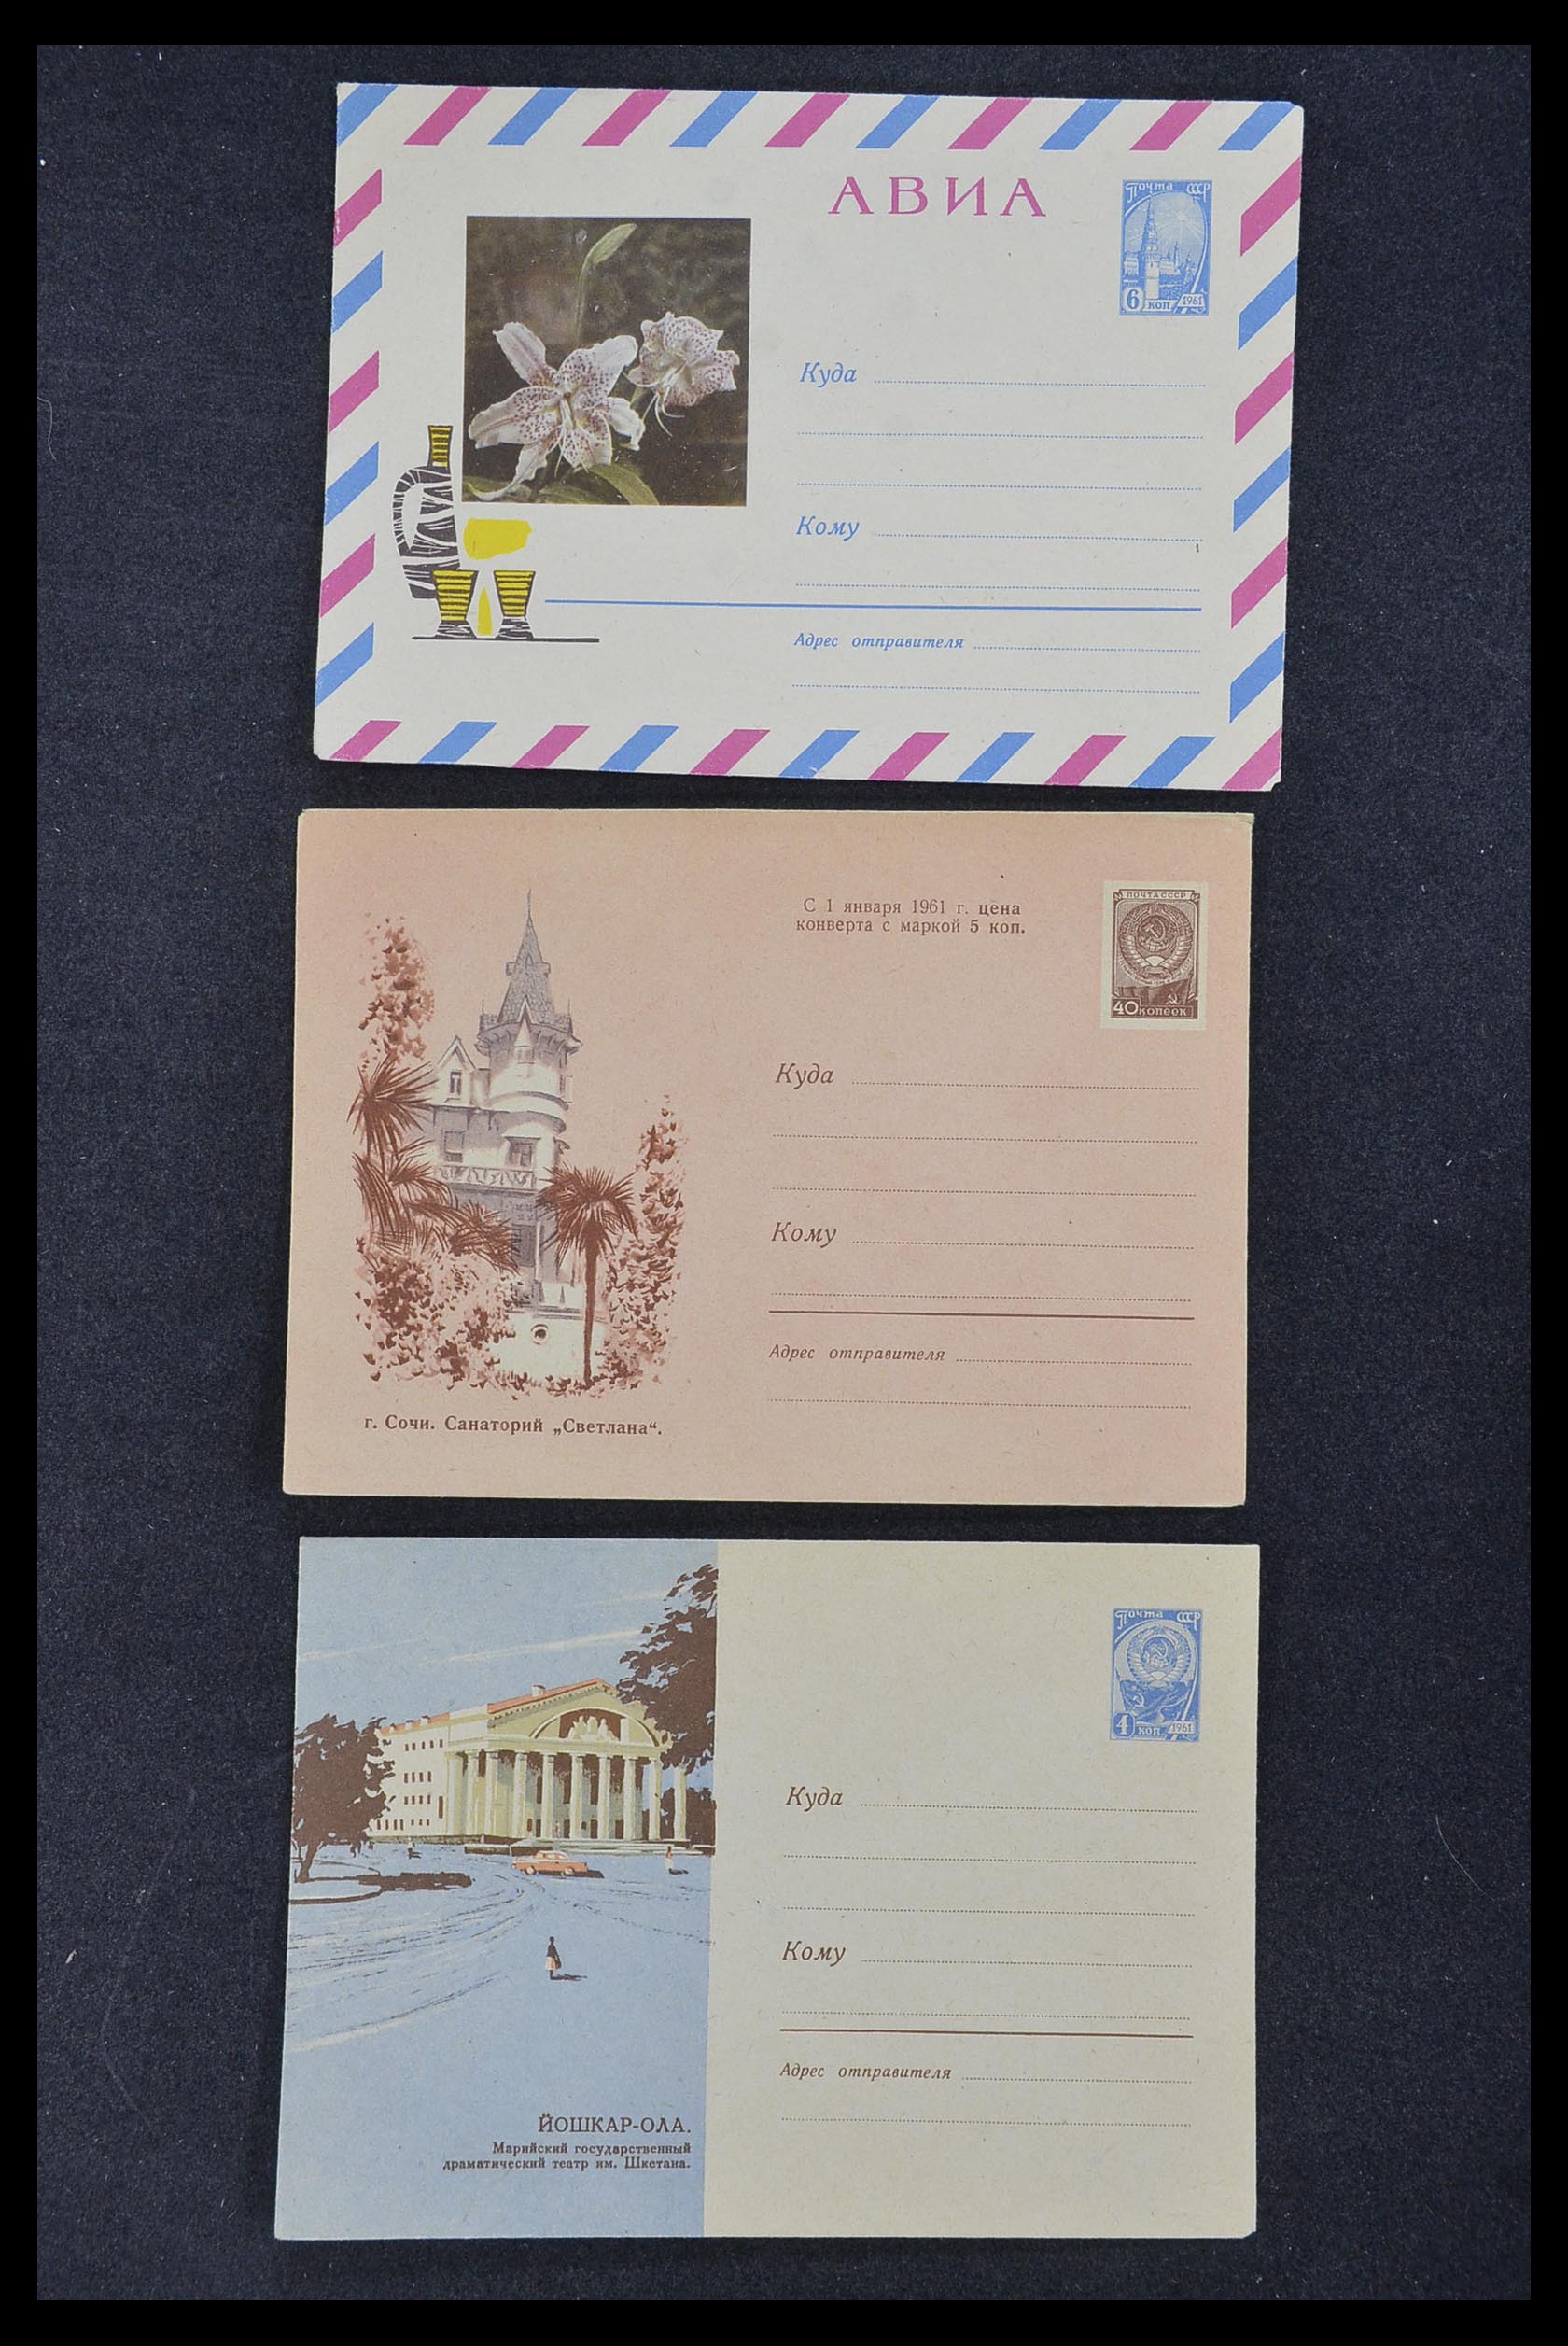 АВИА
Почта СССР
6 коп 1961
Куда
Кому
Адрес отправителя
С 1 января 1961 г. цена
конверта с маркой 5 коп.
ПОЧТА СССР
40 копеек
Куда
Кому
Адрес отправителя
г. Сочи. Санаторий „Светлана“.
Почта СССР
4 коп 1961
Куда
Кому
Адрес отправителя
ЙОШКАР-ОЛА.
Марийский государственный
драматический театр им. Шкетана.